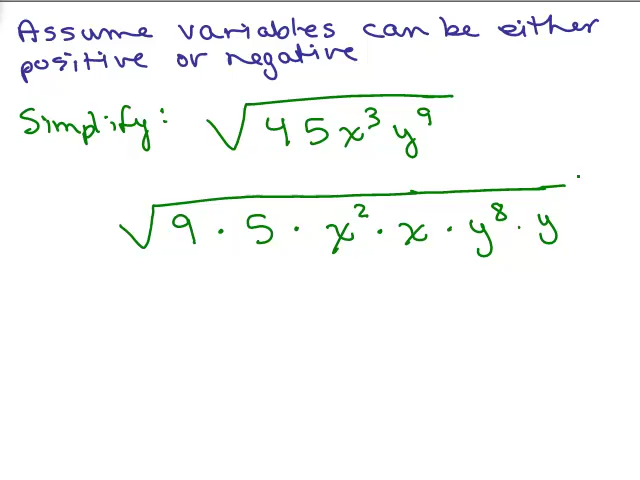 Assume variables can be either
positive or negative
Simplify: √(45x³y⁹)
√(9 · 5 · x² · x · y⁸ · y)